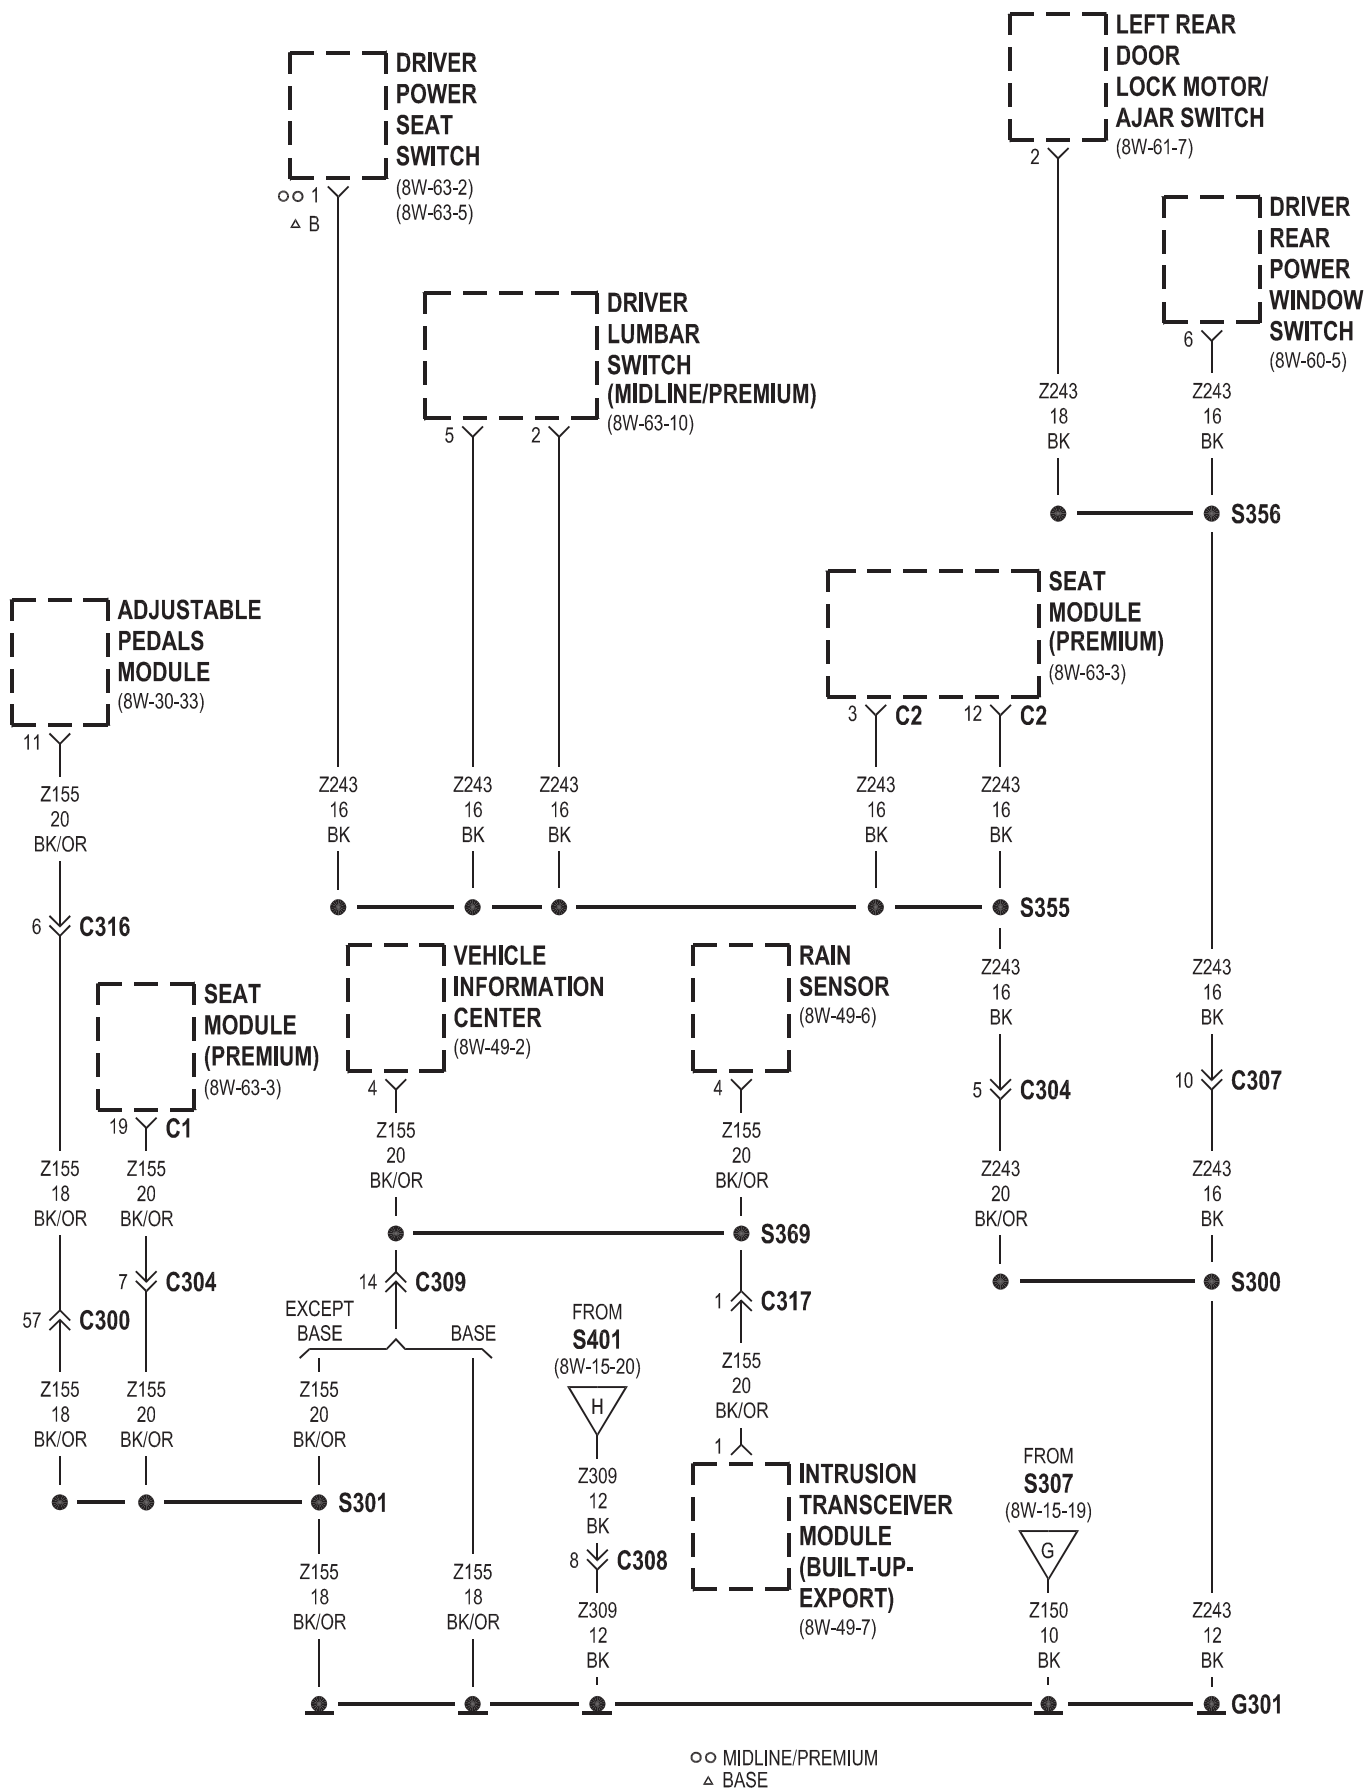 DRIVER
POWER
SEAT
SWITCH
(8W-63-2)
(8W-63-5)
1
B
LEFT REAR
DOOR
LOCK MOTOR/
AJAR SWITCH
(8W-61-7)
2
DRIVER
REAR
POWER
WINDOW
SWITCH
(8W-60-5)
6
DRIVER
LUMBAR
SWITCH
(MIDLINE/PREMIUM)
(8W-63-10)
5
2
Z243
18
BK
Z243
16
BK
S356
ADJUSTABLE
PEDALS
MODULE
(8W-30-33)
11
SEAT
MODULE
(PREMIUM)
(8W-63-3)
3
C2
12
C2
Z155
20
BK/OR
Z243
16
BK
Z243
16
BK
Z243
16
BK
Z243
16
BK
Z243
16
BK
S355
6
C316
SEAT
MODULE
(PREMIUM)
(8W-63-3)
19
C1
VEHICLE
INFORMATION
CENTER
(8W-49-2)
4
RAIN
SENSOR
(8W-49-6)
4
Z243
16
BK
Z243
16
BK
5
C304
10
C307
Z155
18
BK/OR
Z155
20
BK/OR
Z155
20
BK/OR
Z155
20
BK/OR
Z243
20
BK/OR
Z243
16
BK
S369
S300
57
C300
7
C304
14
C309
1
C317
EXCEPT
BASE
BASE
FROM
S401
(8W-15-20)
H
Z155
18
BK/OR
Z155
20
BK/OR
Z155
20
BK/OR
Z155
20
BK/OR
1
S301
Z309
12
BK
8
C308
INTRUSION
TRANSCEIVER
MODULE
(BUILT-UP-
EXPORT)
(8W-49-7)
FROM
S307
(8W-15-19)
G
Z155
18
BK/OR
Z155
18
BK/OR
Z309
12
BK
Z150
10
BK
Z243
12
BK
G301
MIDLINE/PREMIUM
BASE